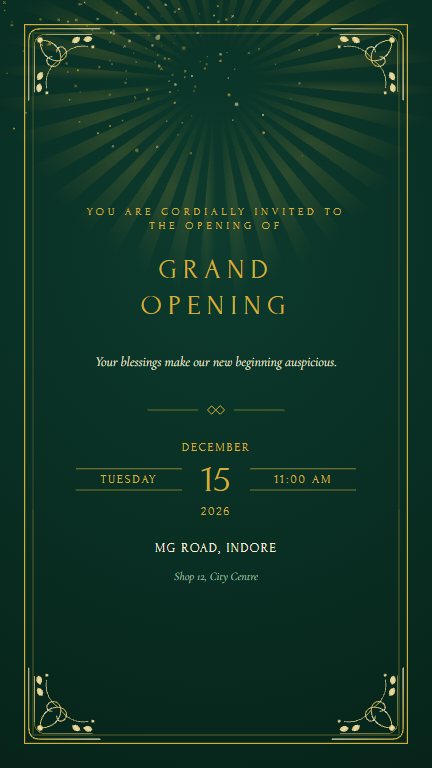 YOU ARE CORDIALLY INVITED TO
THE OPENING OF
GRAND
OPENING
Your blessings make our new beginning auspicious.
DECEMBER
TUESDAY 15 11:00 AM
2026
MG ROAD, INDORE
Shop 12, City Centre